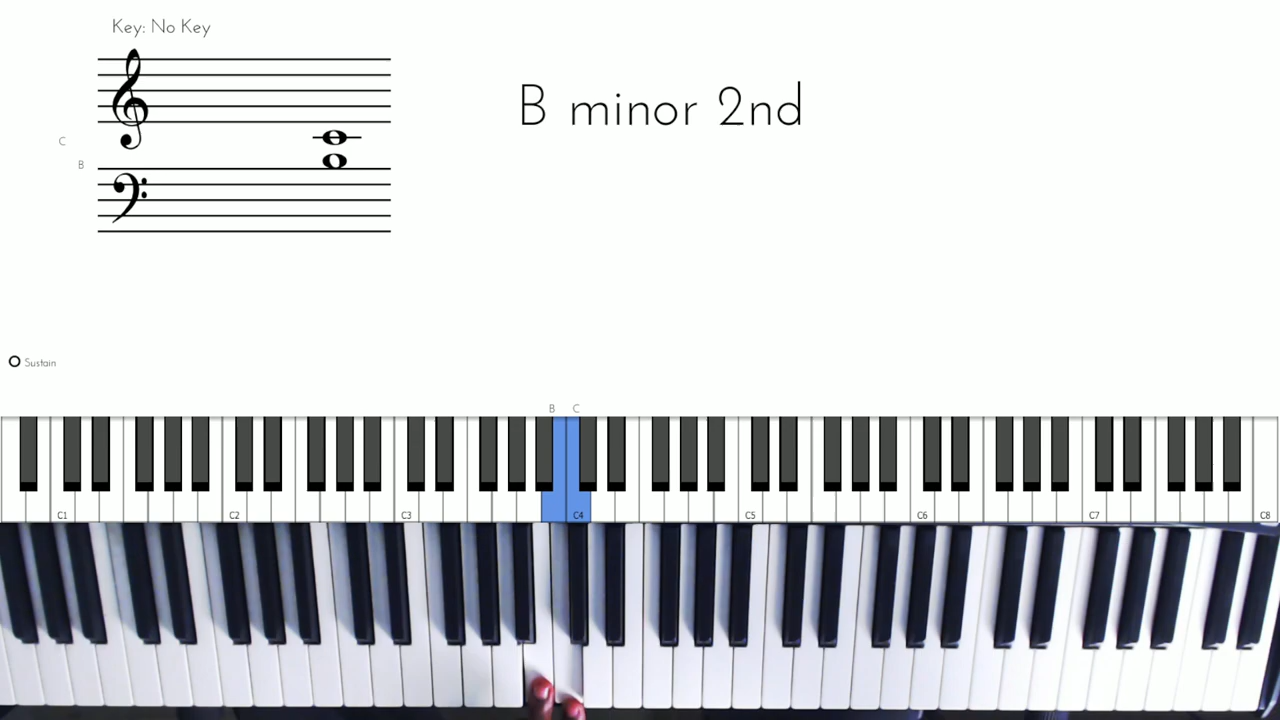 Key: No Key
B minor 2nd
C
B
Sustain
B C
C1 C2 C3 C4 C5 C6 C7 C8